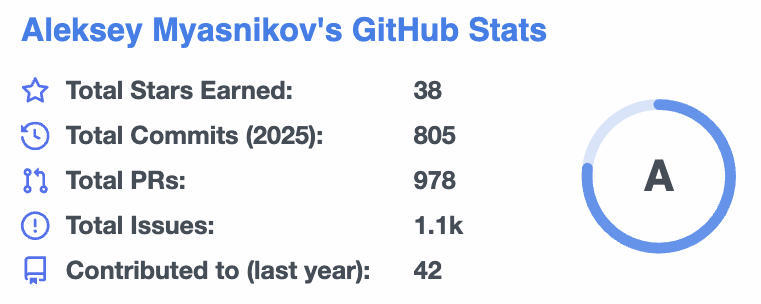 Aleksey Myasnikov's GitHub Stats
Total Stars Earned: 38
Total Commits (2025): 805
Total PRs: 978
Total Issues: 1.1k
Contributed to (last year): 42
A